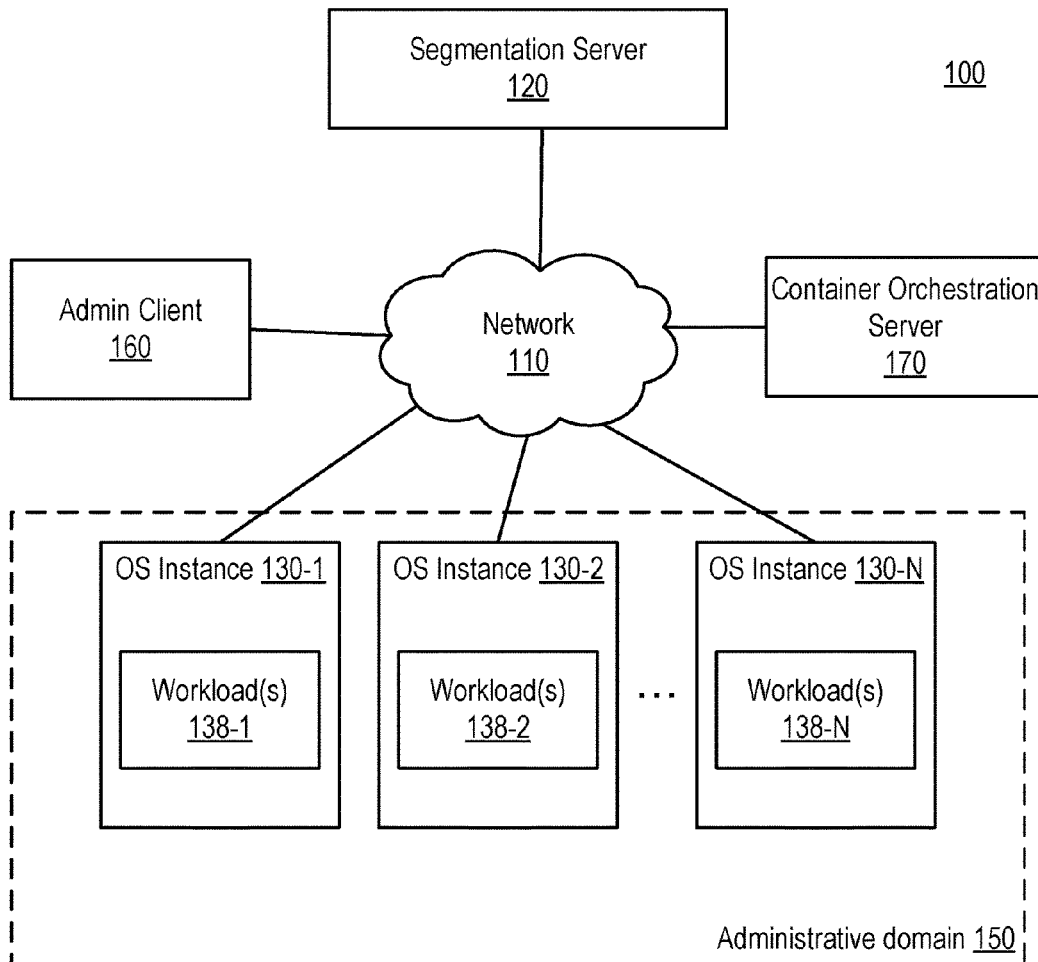 Segmentation Server
120
100
Admin Client
160
Network
110
Container Orchestration
Server
170
OS Instance 130-1
OS Instance 130-2
OS Instance 130-N
Workload(s)
138-1
Workload(s)
138-2
...
Workload(s)
138-N
Administrative domain 150